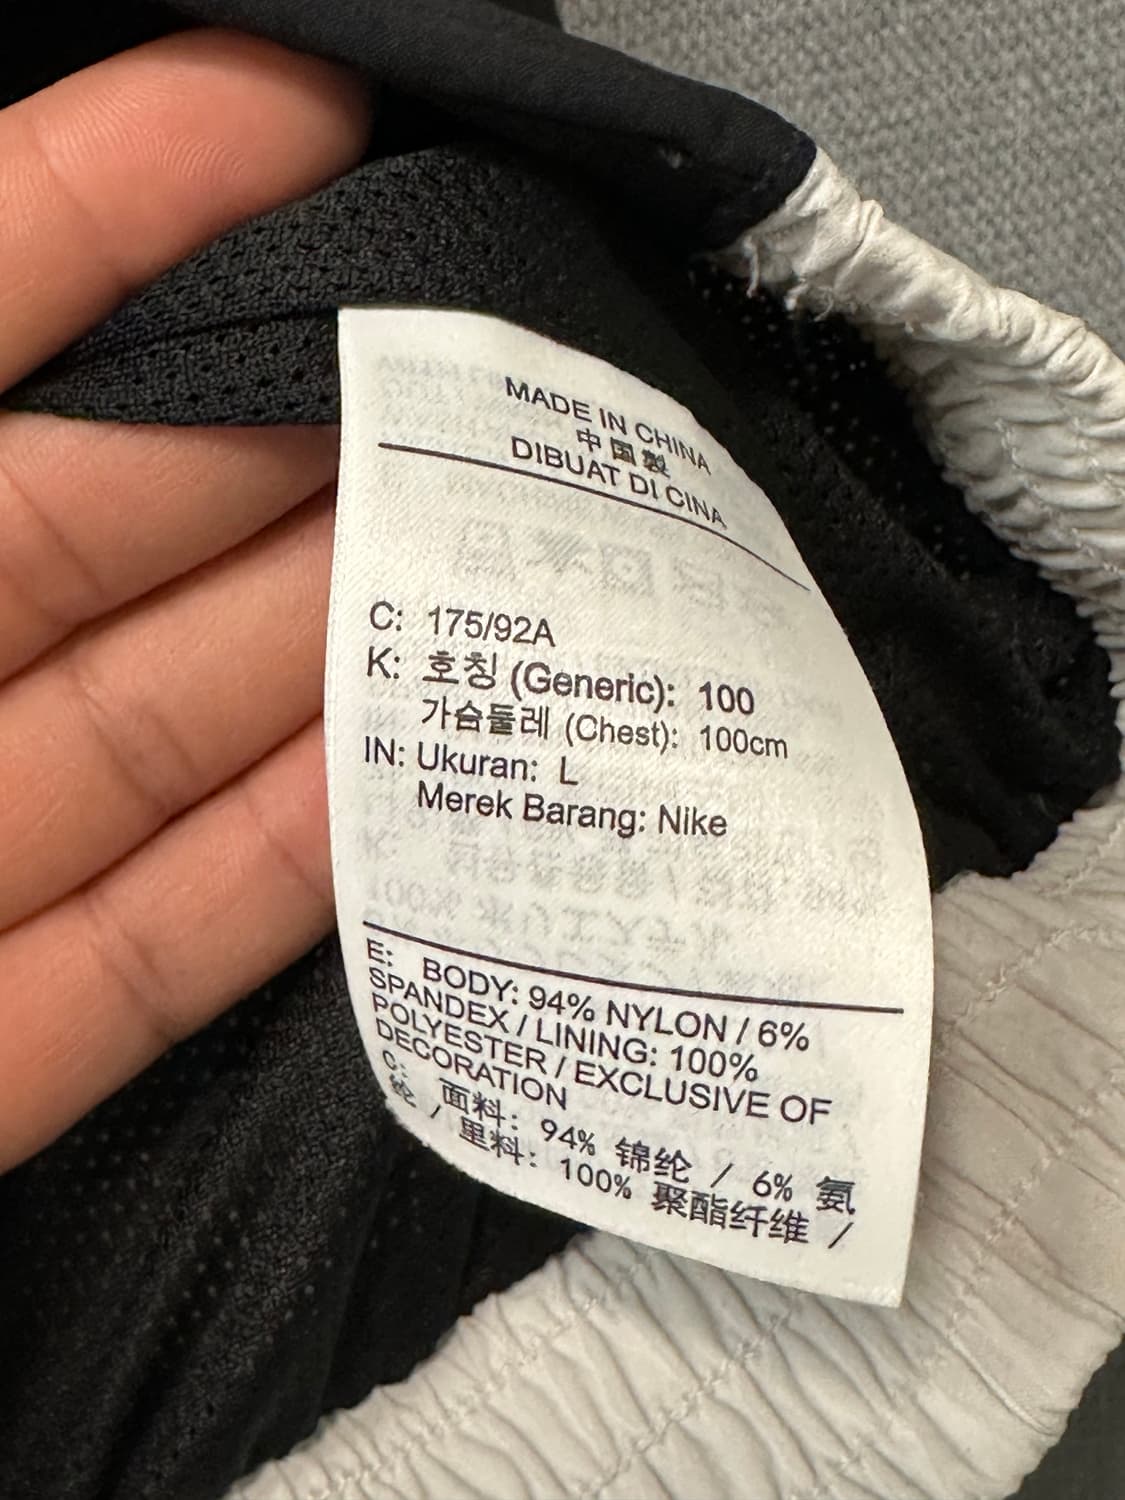 MADE IN CHINA
中国製
DIBUAT DI CINA
C: 175/92A
K: 호칭 (Generic): 100
가슴둘레 (Chest): 100cm
IN: Ukuran: L
Merek Barang: Nike
E: BODY: 94% NYLON / 6%
SPANDEX / LINING: 100%
POLYESTER / EXCLUSIVE OF
DECORATION
C: 面料: 94% 锦纶 / 6% 氨
纶 / 里料: 100% 聚酯纤维 /